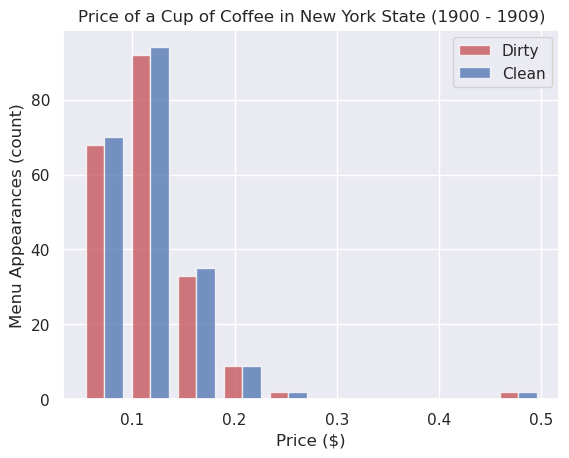 Price of a Cup of Coffee in New York State (1900 - 1909)
Dirty
Clean
Menu Appearances (count)
80
60
40
20
0
0.1 0.2 0.3 0.4 0.5
Price ($)